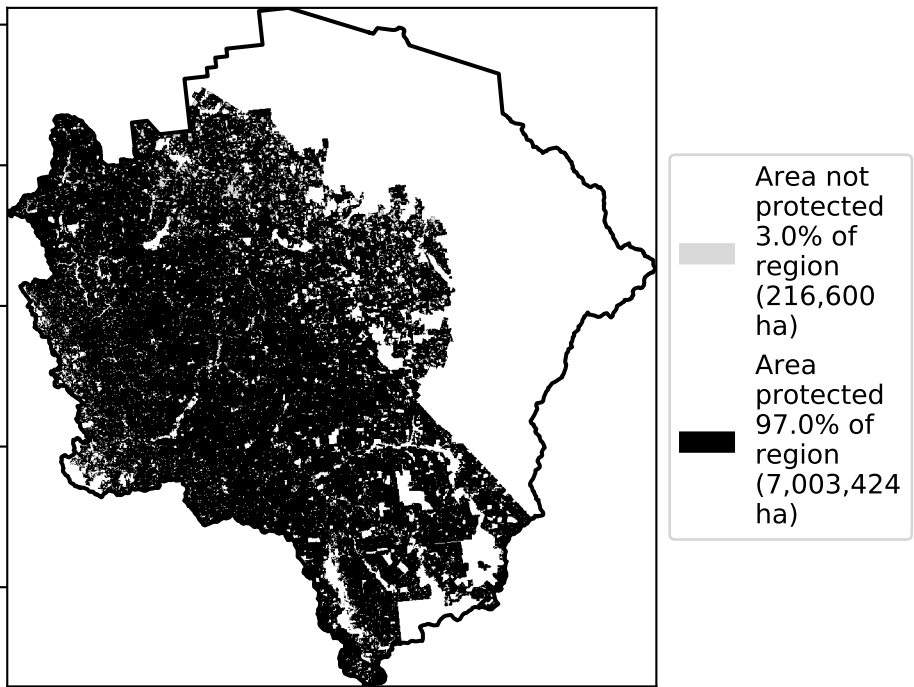 Area not
protected
3.0% of
region
(216,600
ha)
Area
protected
97.0% of
region
(7,003,424
ha)